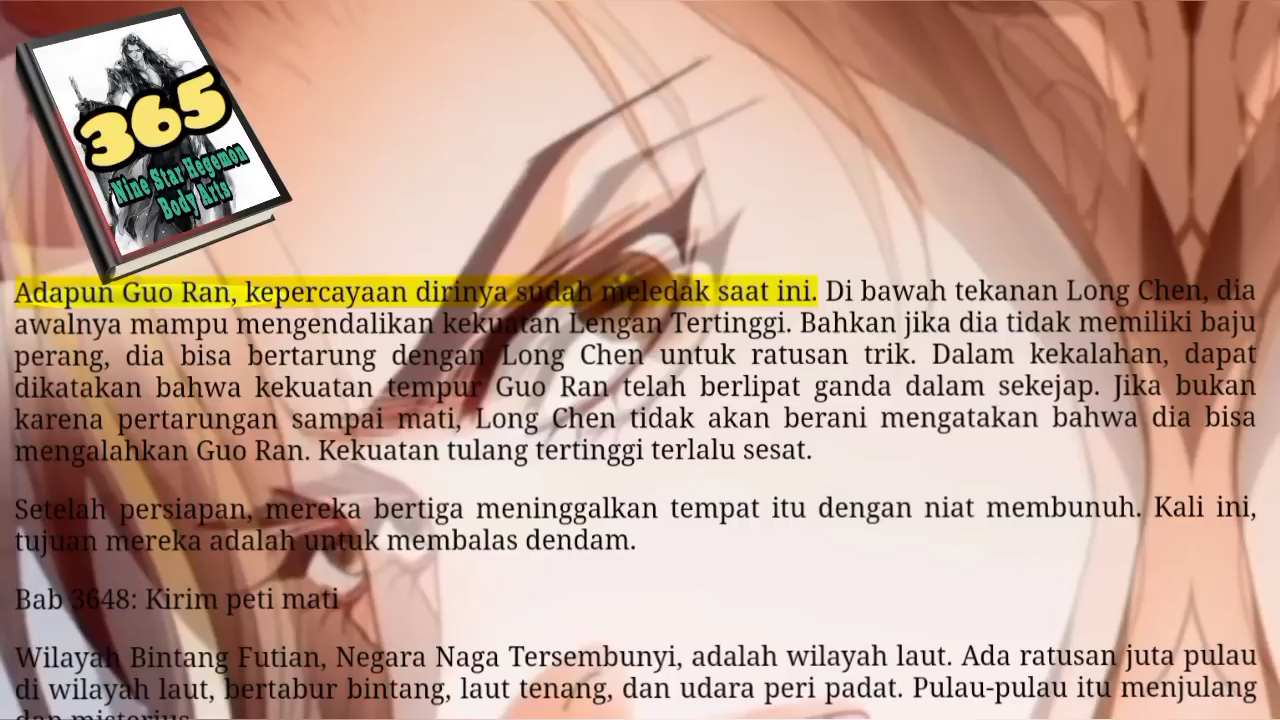 365
Nine Star Hegemon
Body Arts
Adapun Guo Ran, kepercayaan dirinya sudah meledak saat ini. Di bawah tekanan Long Chen, dia
awalnya mampu mengendalikan kekuatan Lengan Tertinggi. Bahkan jika dia tidak memiliki baju
perang, dia bisa bertarung dengan Long Chen untuk ratusan trik. Dalam kekalahan, dapat
dikatakan bahwa kekuatan tempur Guo Ran telah berlipat ganda dalam sekejap. Jika bukan
karena pertarungan sampai mati, Long Chen tidak akan berani mengatakan bahwa dia bisa
mengalahkan Guo Ran. Kekuatan tulang tertinggi terlalu sesat.
Setelah persiapan, mereka bertiga meninggalkan tempat itu dengan niat membunuh. Kali ini,
tujuan mereka adalah untuk membalas dendam.
Bab 3648: Kirim peti mati
Wilayah Bintang Futian, Negara Naga Tersembunyi, adalah wilayah laut. Ada ratusan juta pulau
di wilayah laut, bertabur bintang, laut tenang, dan udara peri padat. Pulau-pulau itu menjulang
dan misterius.